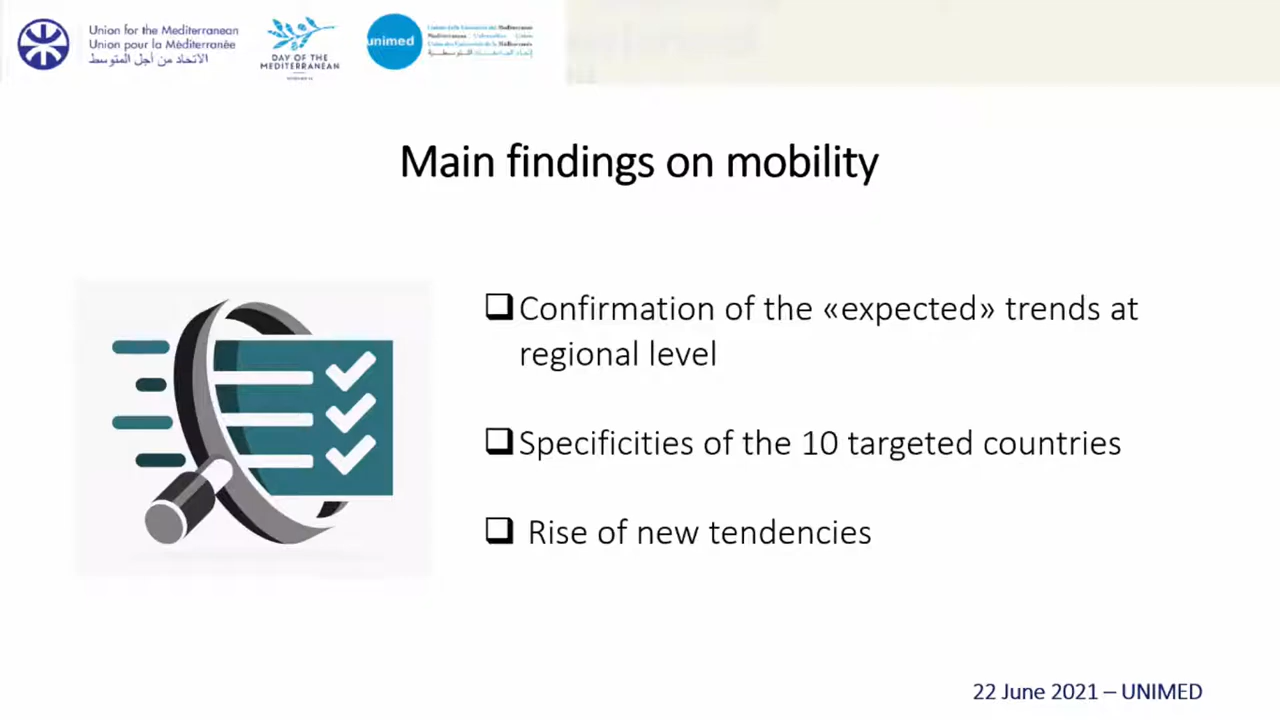 Union for the Mediterranean
Union pour la Méditerranée
الاتحاد من أجل المتوسط
DAY OF THE
MEDITERRANEAN
unimed
Main findings on mobility
Confirmation of the «expected» trends at
regional level
Specificities of the 10 targeted countries
Rise of new tendencies
22 June 2021 – UNIMED